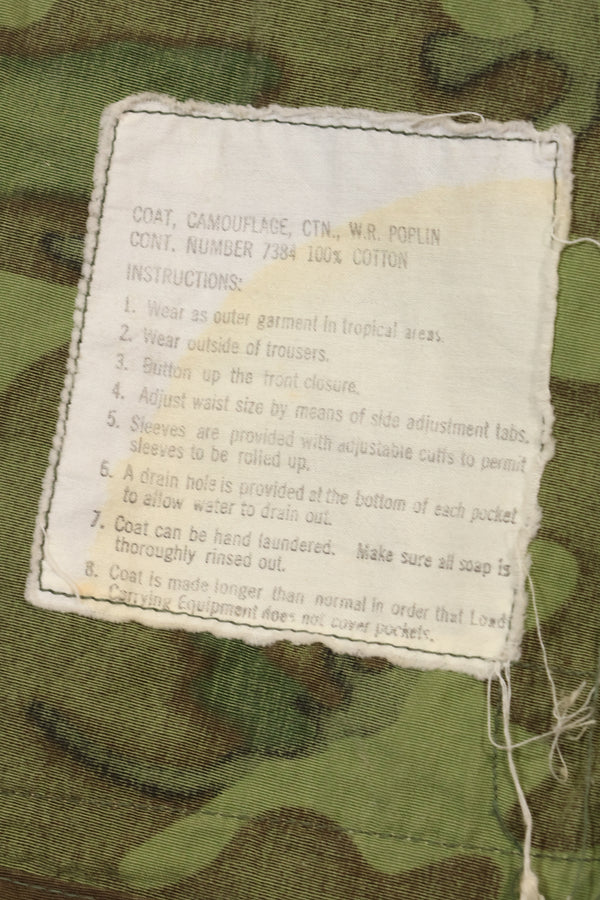 COAT, CAMOUFLAGE, CTN., W.R. POPLIN
CONT. NUMBER 7384 100% COTTON
INSTRUCTIONS:
1. Wear as outer garment in tropical areas.
2. Wear outside of trousers.
3. Button up the front closure.
4. Adjust waist size by means of side adjustment tabs.
5. Sleeves are provided with adjustable cuffs to permit
sleeves to be rolled up.
6. A drain hole is provided at the bottom of each pocket
to allow water to drain out.
7. Coat can be hand laundered. Make sure all soap is
thoroughly rinsed out.
8. Coat is made longer than normal in order that Load
Carrying Equipment does not cover pockets.